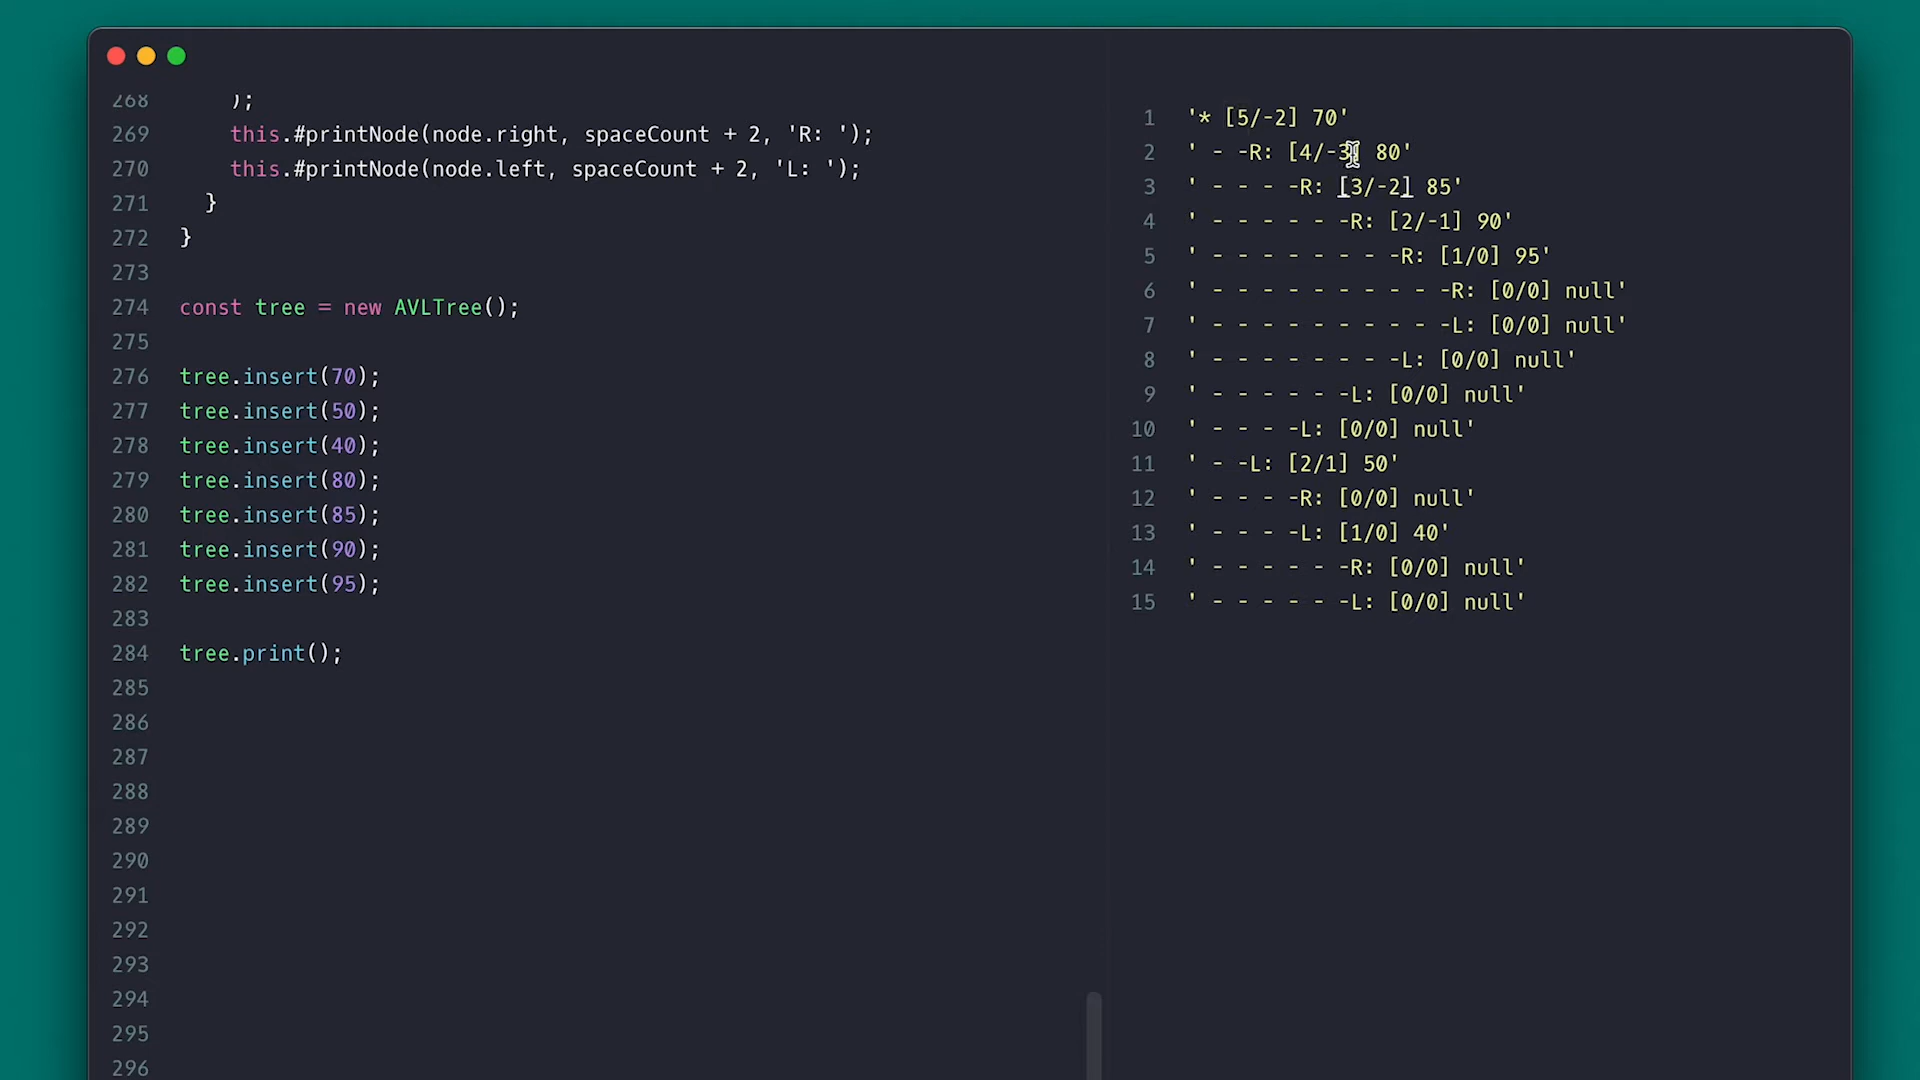 268 );
269 this.#printNode(node.right, spaceCount + 2, 'R: ');
270 this.#printNode(node.left, spaceCount + 2, 'L: ');
271 }
272 }
273
274 const tree = new AVLTree();
275
276 tree.insert(70);
277 tree.insert(50);
278 tree.insert(40);
279 tree.insert(80);
280 tree.insert(85);
281 tree.insert(90);
282 tree.insert(95);
283
284 tree.print();
285
286
287
288
289
290
291
292
293
294
295
296
1 '* [5/-2] 70'
2 ' - -R: [4/-3] 80'
3 ' - - - -R: [3/-2] 85'
4 ' - - - - - -R: [2/-1] 90'
5 ' - - - - - - - -R: [1/0] 95'
6 ' - - - - - - - - - -R: [0/0] null'
7 ' - - - - - - - - - -L: [0/0] null'
8 ' - - - - - - - -L: [0/0] null'
9 ' - - - - - -L: [0/0] null'
10 ' - - - -L: [0/0] null'
11 ' - -L: [2/1] 50'
12 ' - - - -R: [0/0] null'
13 ' - - - -L: [1/0] 40'
14 ' - - - - - -R: [0/0] null'
15 ' - - - - - -L: [0/0] null'